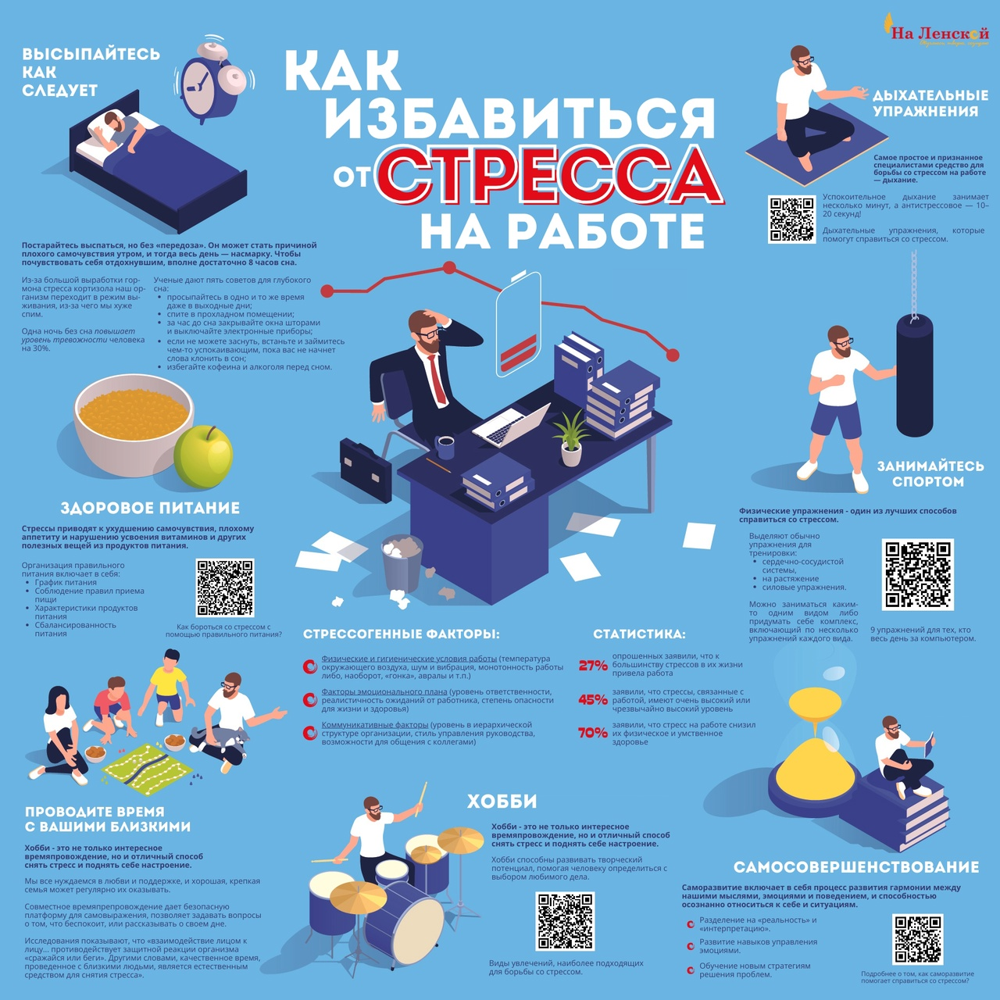 На Ленской
КАК
ИЗБАВИТЬСЯ
ОТ СТРЕССА
НА РАБОТЕ
ВЫСЫПАЙТЕСЬ
КАК
СЛЕДУЕТ
Постарайтесь выспаться, но без «передоза». Он может стать причиной
плохого самочувствия утром, и тогда весь день — насмарку. Чтобы
почувствовать себя отдохнувшим, вполне достаточно 8 часов сна.
Из-за большой выработки гор-
мона стресса кортизола наш ор-
ганизм переходит в режим вы-
живания, из-за чего мы хуже
спим.
Одна ночь без сна повышает
уровень тревожности человека
на 30%.
Ученые дают пять советов для глубокого
сна:
• просыпайтесь в одно и то же время
даже в выходные дни;
• спите в прохладном помещении;
• за час до сна закрывайте окна шторами
и выключайте электронные приборы;
• если не можете заснуть, встаньте и займитесь
чем-то успокаивающим, пока вас не начнет
слова клонить в сон;
• избегайте кофеина и алкоголя перед сном.
ДЫХАТЕЛЬНЫЕ
УПРАЖНЕНИЯ
Самое простое и признанное
специалистами средство для
борьбы со стрессом на работе
— дыхание.
Успокоительное дыхание занимает
несколько минут, а антистрессовое — 10–
20 секунд!
Дыхательные упражнения, которые
помогут справиться со стрессом.
ЗДОРОВОЕ ПИТАНИЕ
Стрессы приводят к ухудшению самочувствия, плохому
аппетиту и нарушению усвоения витаминов и других
полезных вещей из продуктов питания.
Организация правильного
питания включает в себя:
• График питания
• Соблюдение правил приема
пищи
• Характеристики продуктов
питания
• Сбалансированность
питания
Как бороться со стрессом с
помощью правильного питания?
ЗАНИМАЙТЕСЬ
СПОРТОМ
Физические упражнения - один из лучших способов
справиться со стрессом.
Выделяют обычно
упражнения для
тренировки:
• сердечно-сосудистой
системы,
• на растяжение
• силовые упражнения.
Можно заниматься каким-
то одним видом либо
придумать себе комплекс,
включающий по несколько
упражнений каждого вида.
9 упражнений для тех, кто
весь день за компьютером.
СТРЕССОГЕННЫЕ ФАКТОРЫ:
Физические и гигиенические условия работы (температура
окружающего воздуха, шум и вибрация, монотонность работы
либо, наоборот, «гонка», авралы и т.п.)
Факторы эмоционального плана (уровень ответственности,
реалистичность ожиданий от работника, степень опасности
для жизни и здоровья)
Коммуникативные факторы (уровень в иерархической
структуре организации, стиль управления руководства,
возможности для общения с коллегами)
СТАТИСТИКА:
27% опрошенных заявили, что к
большинству стрессов в их жизни
привела работа
45% заявили, что стрессы, связанные с
работой, имеют очень высокий или
чрезвычайно высокий уровень
70% заявили, что стресс на работе снизил
их физическое и умственное
здоровье
ПРОВОДИТЕ ВРЕМЯ
С ВАШИМИ БЛИЗКИМИ
Хобби - это не только интересное
времяпровождение, но и отличный способ
снять стресс и поднять себе настроение.
Мы все нуждаемся в любви и поддержке, и хорошая, крепкая
семья может регулярно их оказывать.
Совместное времяпрепровождение дает безопасную
платформу для самовыражения, позволяет задавать вопросы
о том, что беспокоит, или рассказывать о своем дне.
Исследования показывают, что «взаимодействие лицом к
лицу... противодействует защитной реакции организма
«сражайся или беги». Другими словами, качественное время,
проведенное с близкими людьми, является естественным
средством для снятия стресса».
ХОББИ
Хобби - это не только интересное
времяпровождение, но и отличный способ
снять стресс и поднять себе настроение.
Хобби способны развивать творческий
потенциал, помогая человеку определиться с
выбором любимого дела.
Виды увлечений, наиболее подходящих
для борьбы со стрессом.
САМОСОВЕРШЕНСТВОВАНИЕ
Саморазвитие включает в себя процесс развития гармонии между
нашими мыслями, эмоциями и поведением, и способностью
осознанно относиться к себе и ситуациям.
Разделение на «реальность» и
«интерпретацию».
Развитие навыков управления
эмоциями.
Обучение новым стратегиям
решения проблем.
Подробнее о том, как саморазвитие
помогает справиться со стрессом?